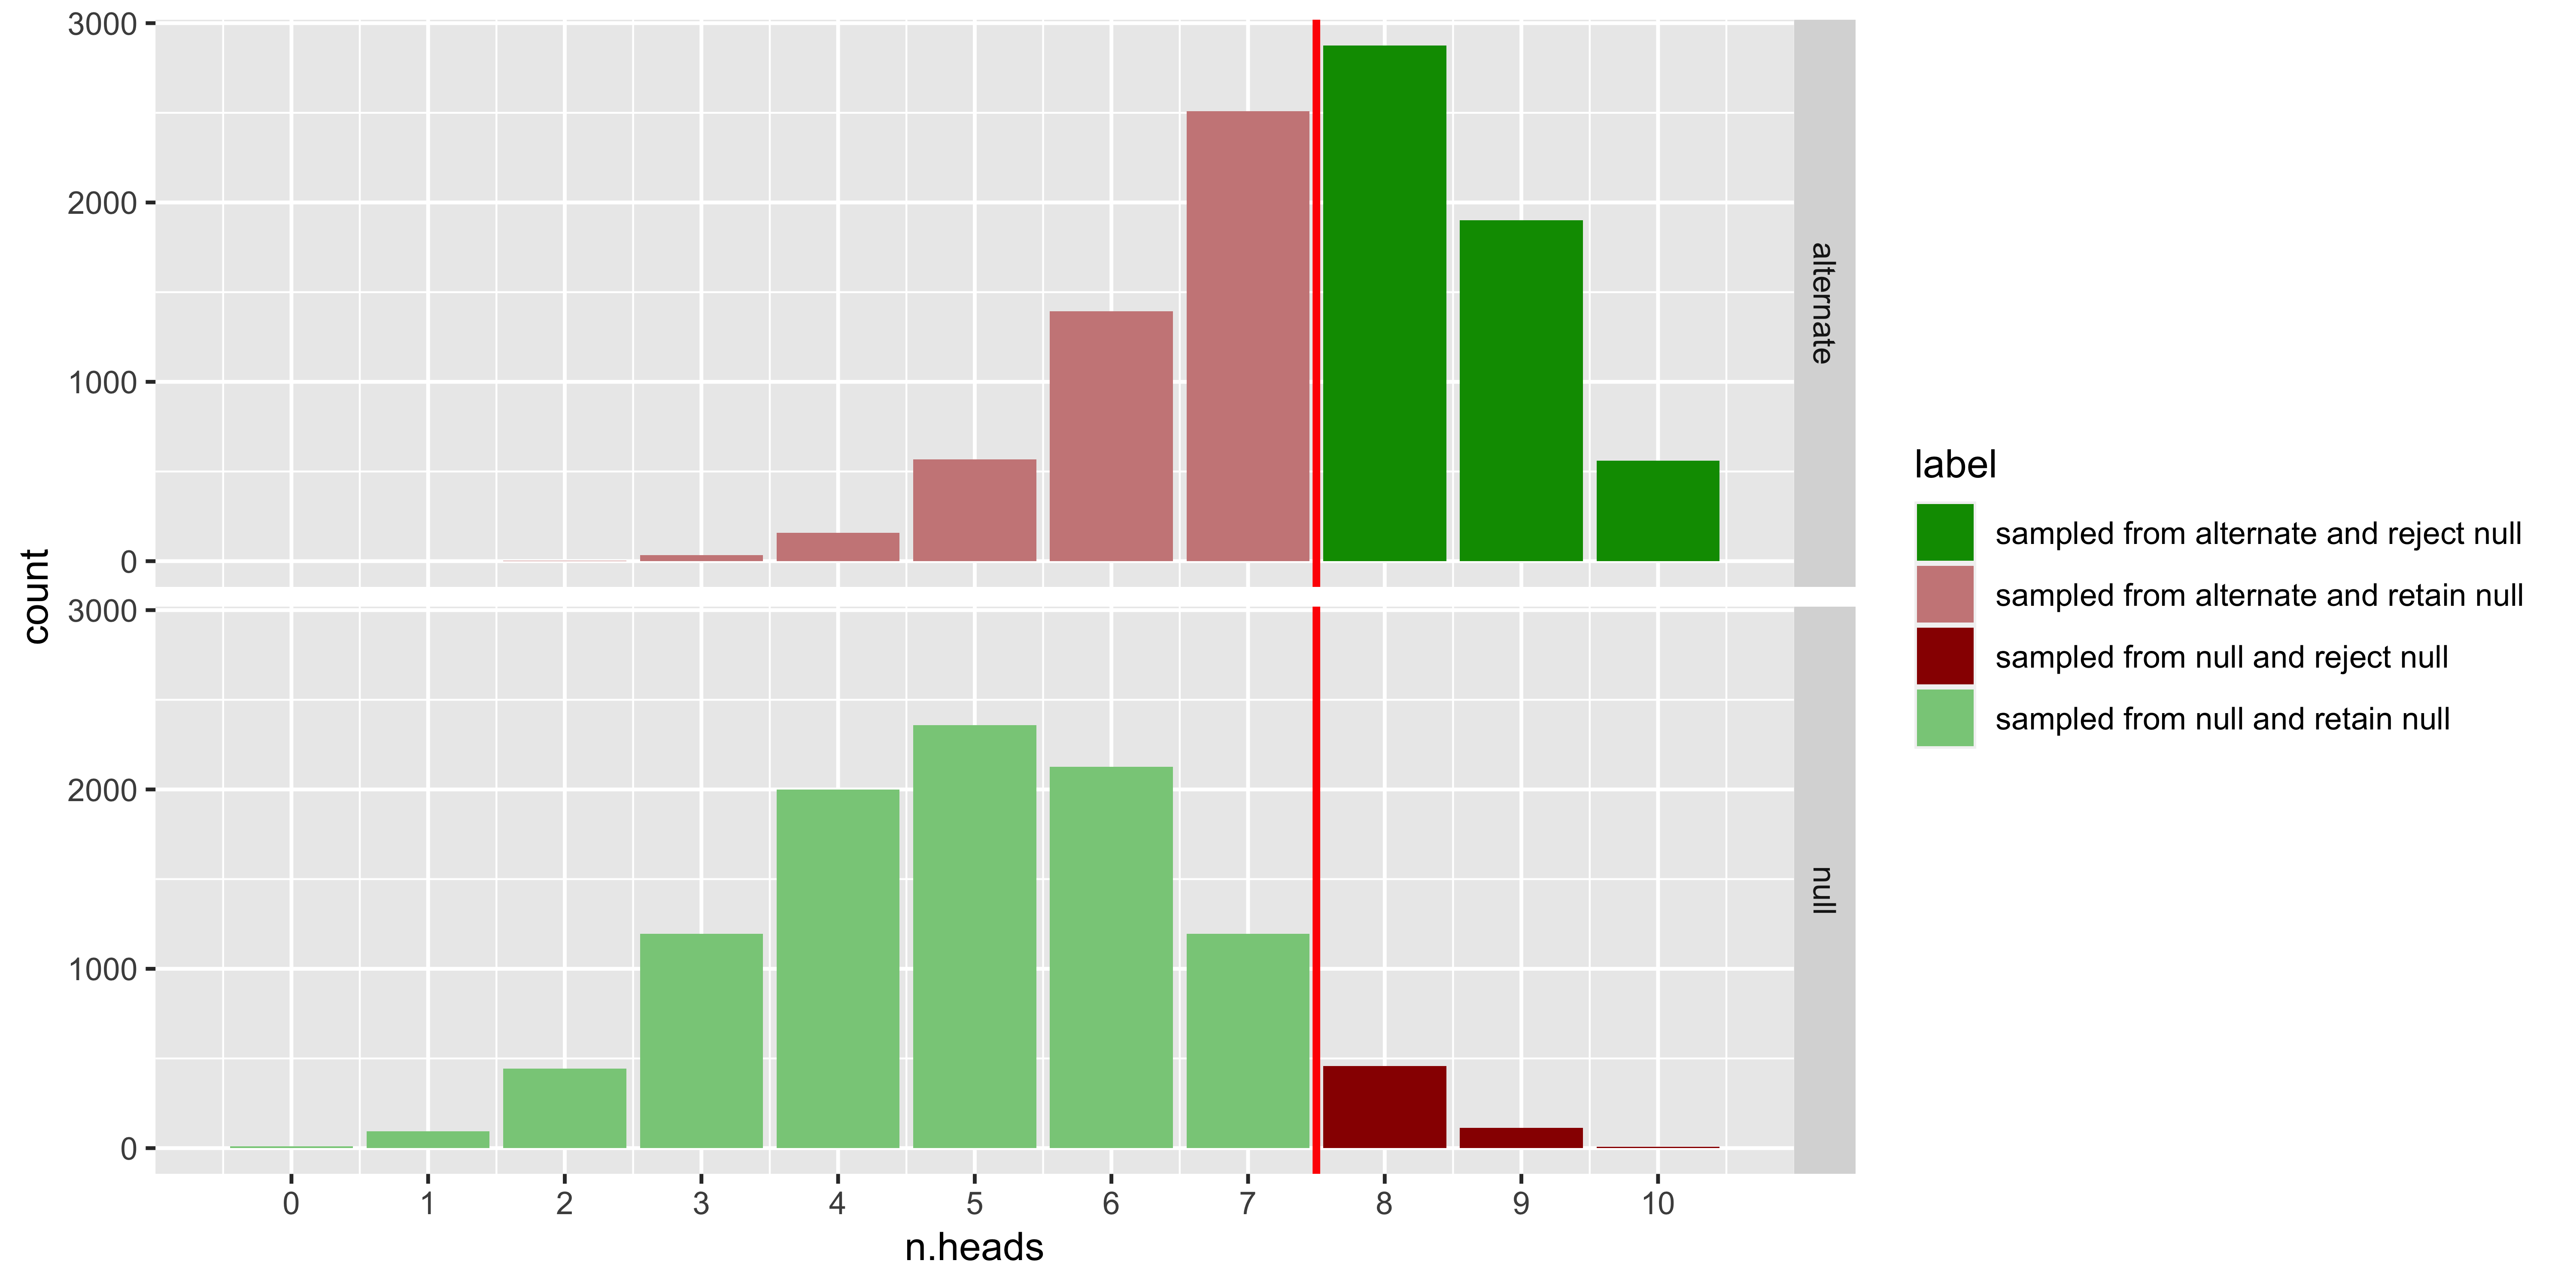 3000
2000
1000
0
alternate
3000
2000
1000
0
null
count
0 1 2 3 4 5 6 7 8 9 10
n.heads
label
sampled from alternate and reject null
sampled from alternate and retain null
sampled from null and reject null
sampled from null and retain null